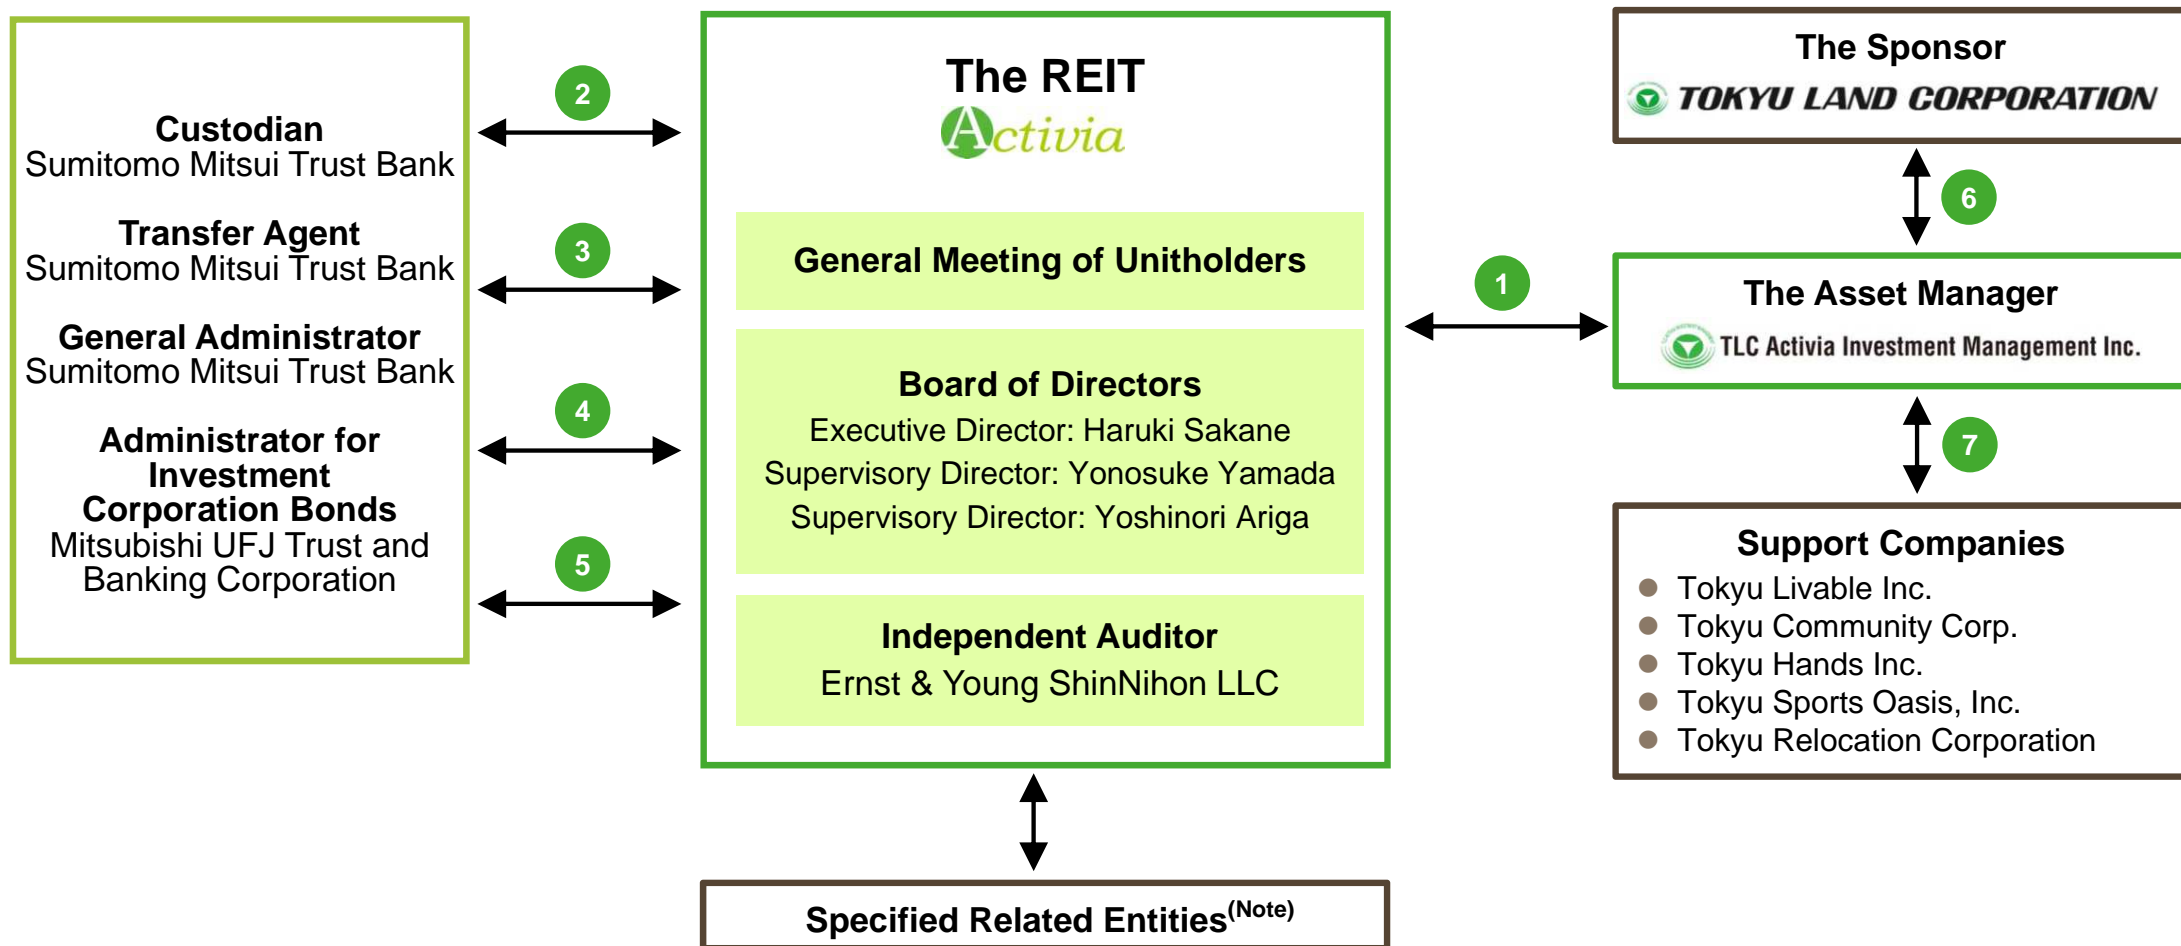 Custodian
Sumitomo Mitsui Trust Bank
Transfer Agent
Sumitomo Mitsui Trust Bank
General Administrator
Sumitomo Mitsui Trust Bank
Administrator for
Investment
Corporation Bonds
Mitsubishi UFJ Trust and
Banking Corporation
2
3
4
5
The REIT
Activia
General Meeting of Unitholders
Board of Directors
Executive Director: Haruki Sakane
Supervisory Director: Yonosuke Yamada
Supervisory Director: Yoshinori Ariga
Independent Auditor
Ernst & Young ShinNihon LLC
Specified Related Entities(Note)
1
The Sponsor
TOKYU LAND CORPORATION
6
The Asset Manager
TLC Activia Investment Management Inc.
7
Support Companies
● Tokyu Livable Inc.
● Tokyu Community Corp.
● Tokyu Hands Inc.
● Tokyu Sports Oasis, Inc.
● Tokyu Relocation Corporation